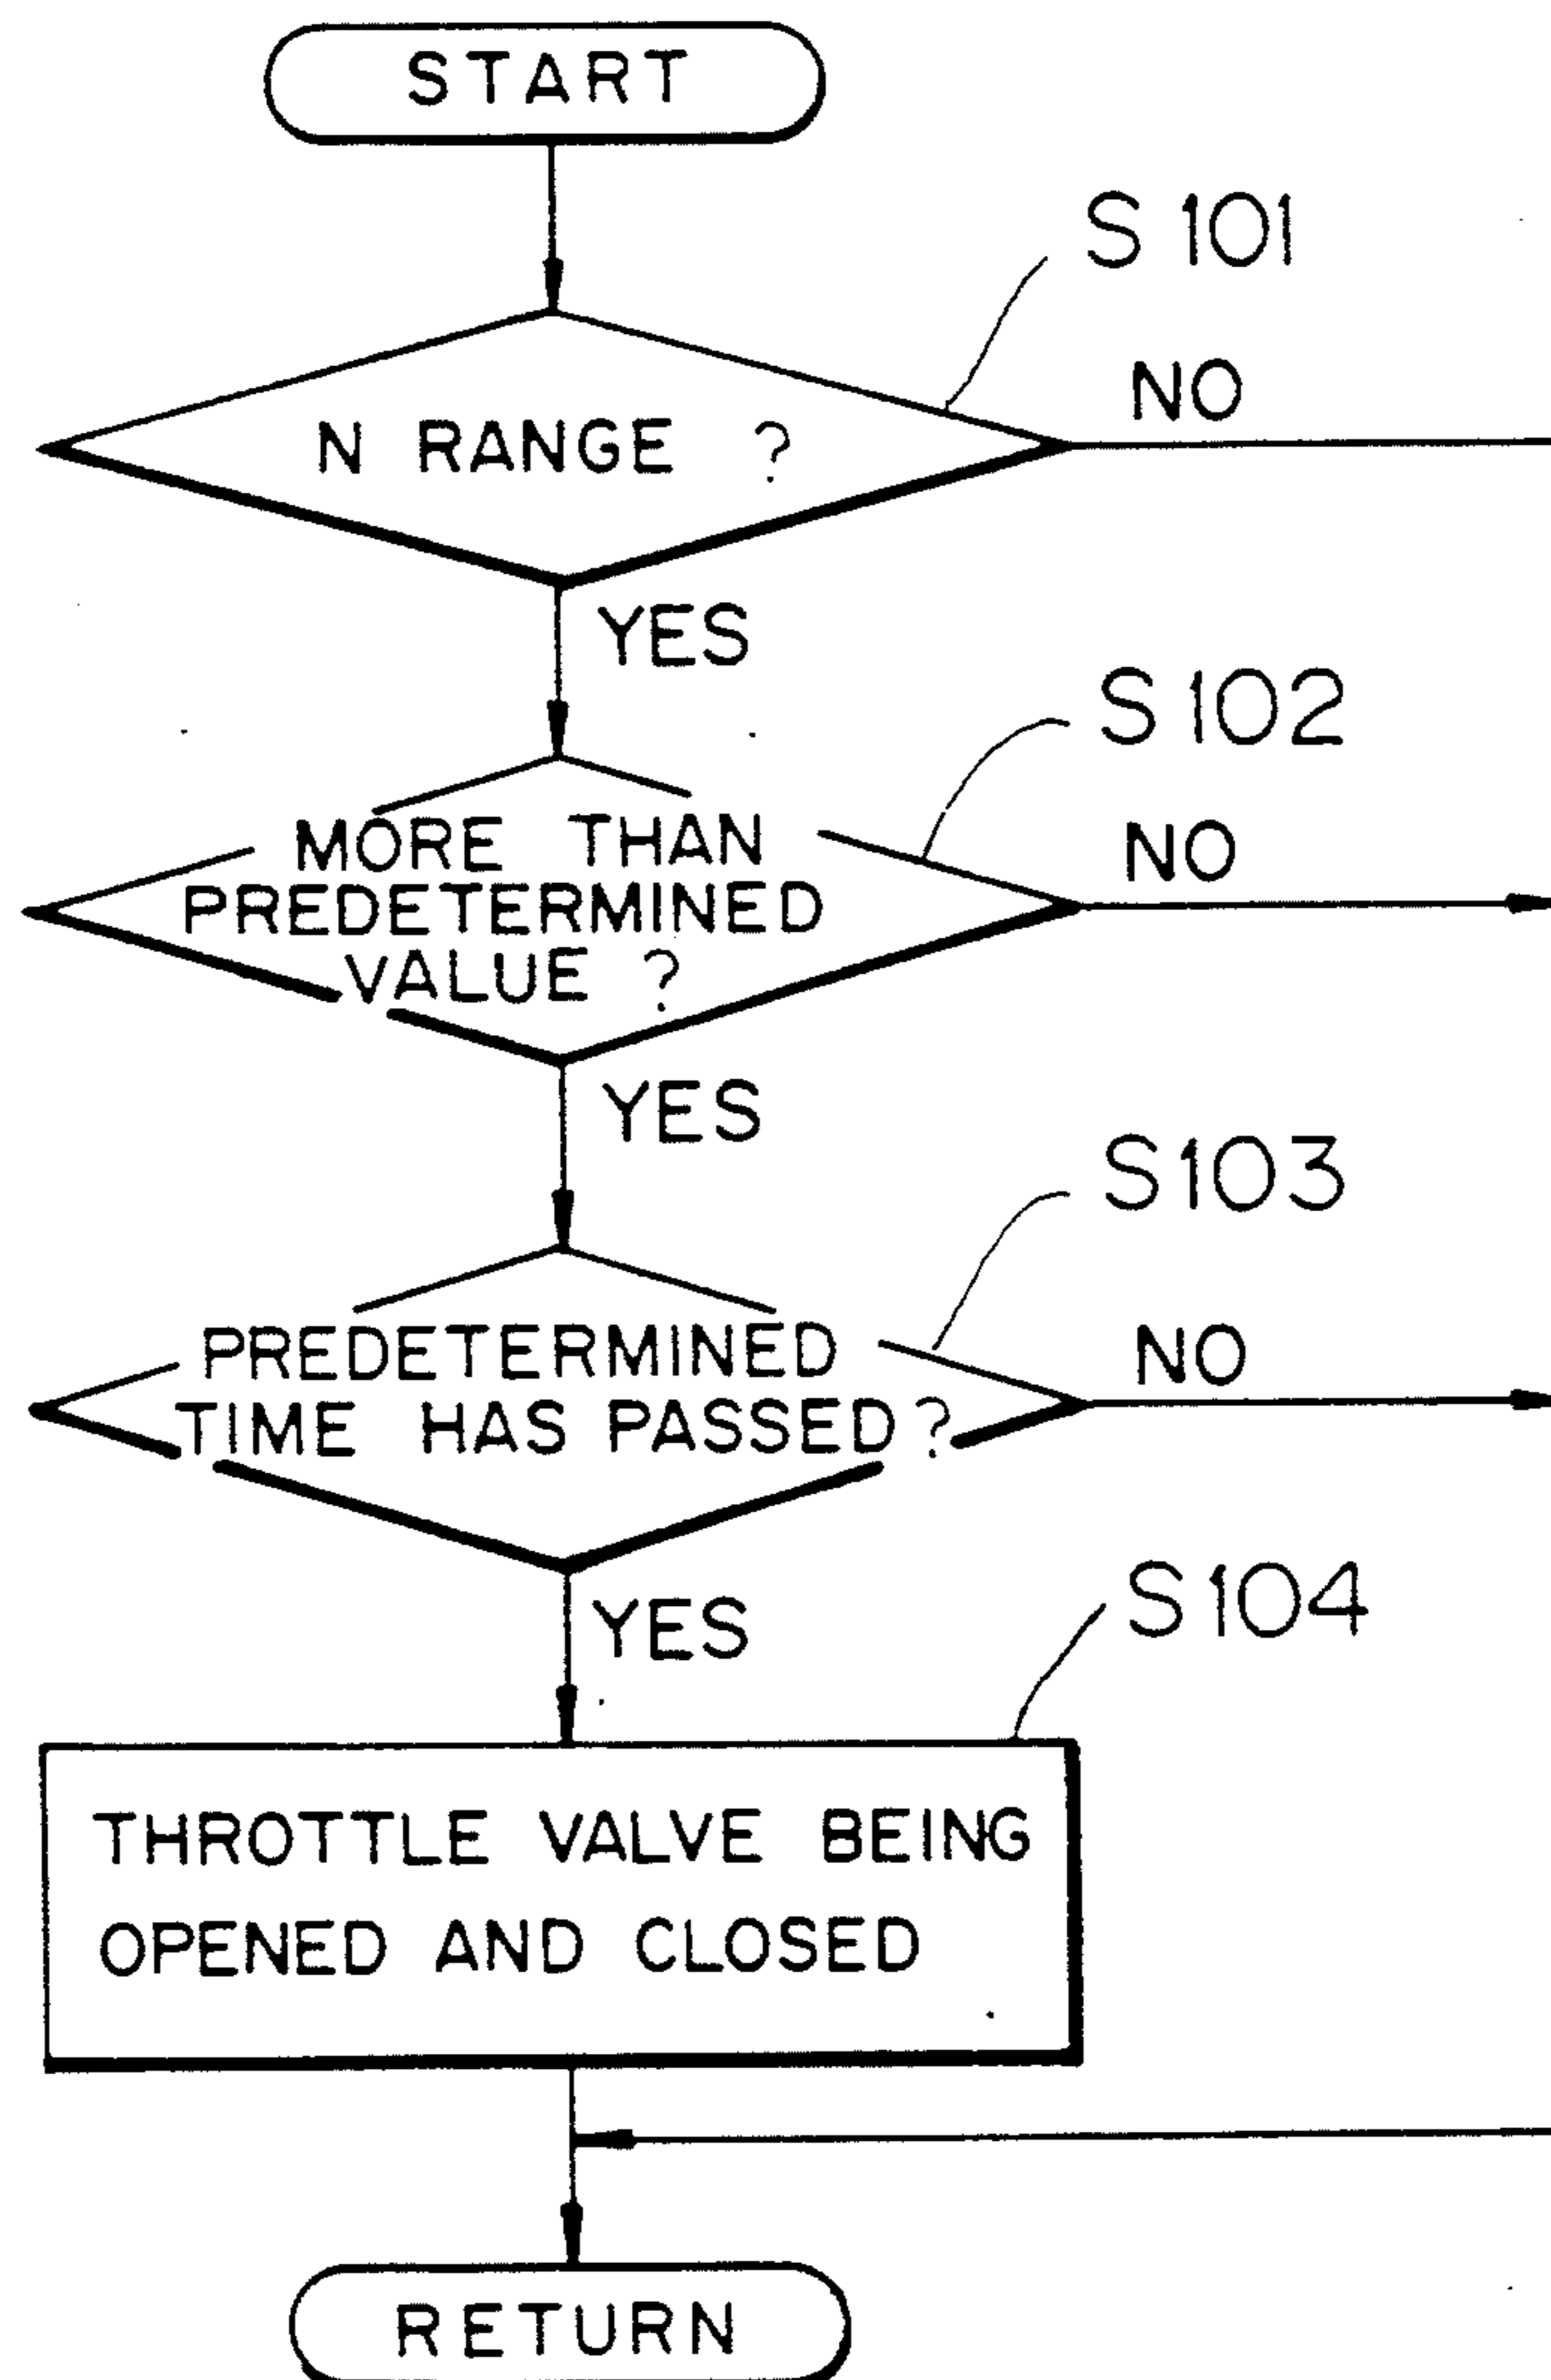 START
S101
NO
N RANGE ?
YES
S102
NO
MORE THAN
PREDETERMINED
VALUE ?
YES
S103
NO
PREDETERMINED
TIME HAS PASSED?
YES
S104
THROTTLE VALVE BEING
OPENED AND CLOSED
RETURN